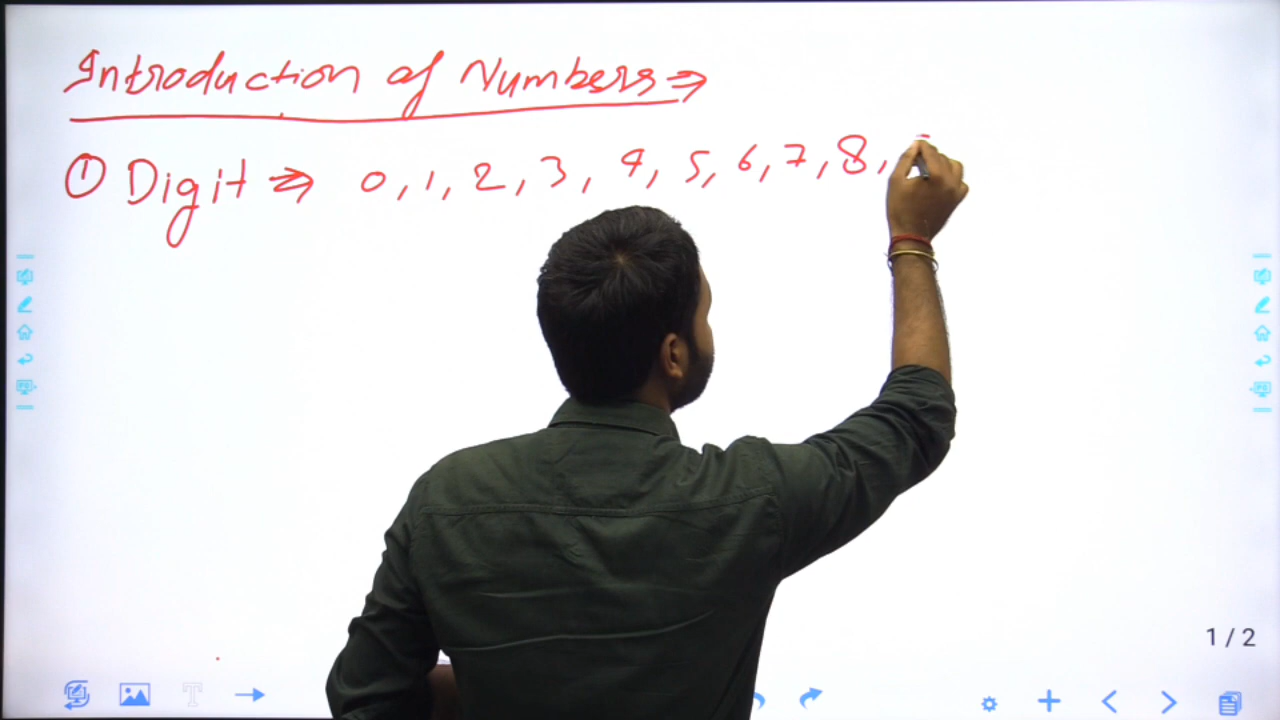 Introduction of Numbers ⇒
① Digit ⇒ 0, 1, 2, 3, 4, 5, 6, 7, 8,
1 / 2